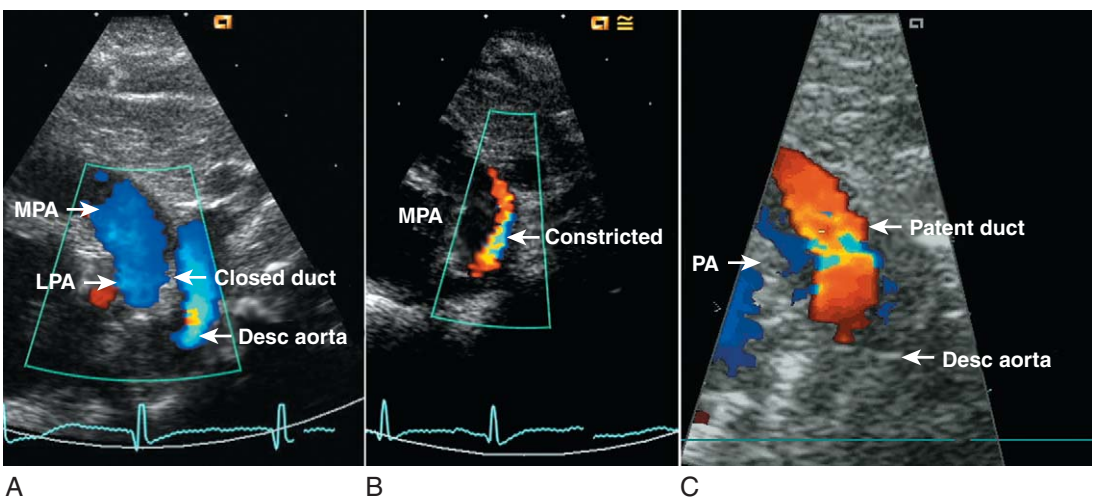 MPA
LPA
Closed duct
Desc aorta
MPA
Constricted
Patent duct
PA
Desc aorta
A
B
C